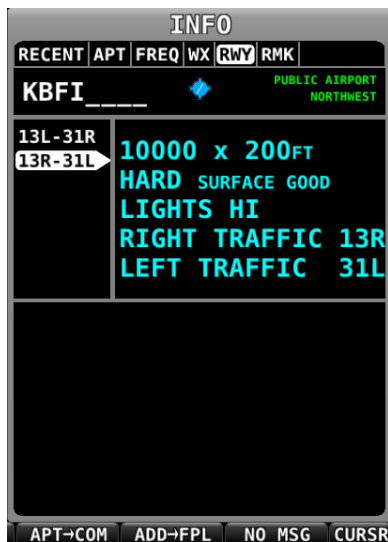 INFO
RECENT APT FREQ WX RWY RMK
KBFI____
PUBLIC AIRPORT
NORTHWEST
13L-31R
13R-31L
10000 x 200FT
HARD SURFACE GOOD
LIGHTS HI
RIGHT TRAFFIC 13R
LEFT TRAFFIC 31L
APT→COM ADD→FPL NO MSG CURSR